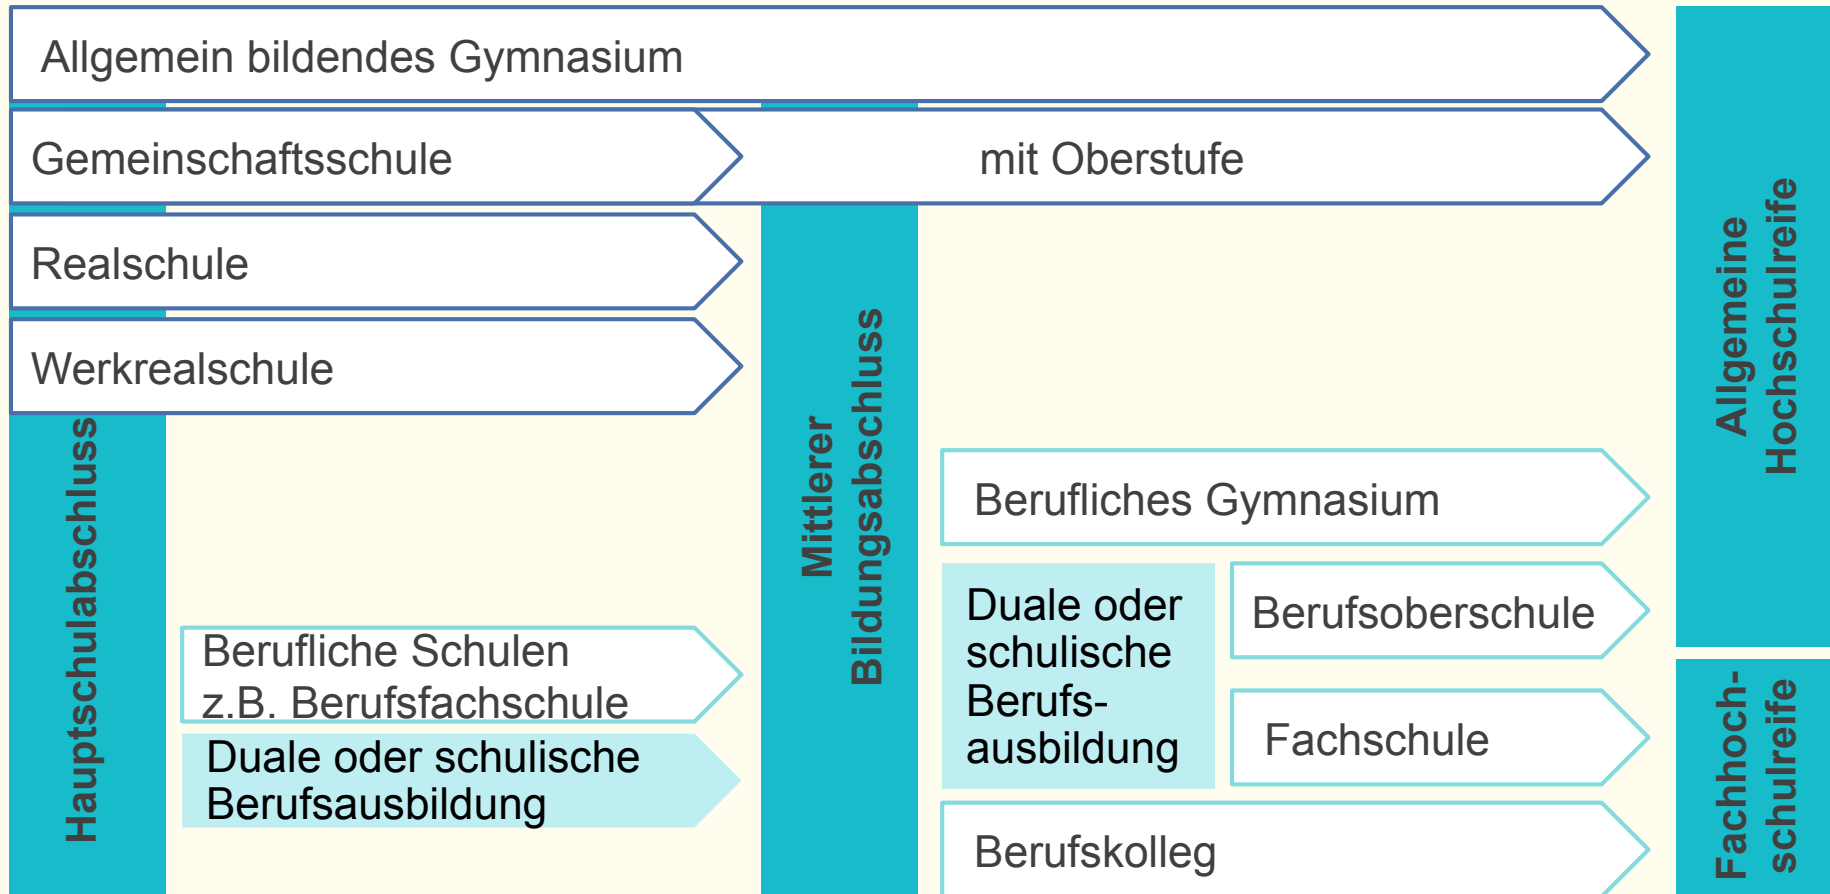 Allgemein bildendes Gymnasium
Gemeinschaftsschule
mit Oberstufe
Realschule
Werkrealschule
Hauptschulabschluss
Berufliche Schulen
z.B. Berufsfachschule
Duale oder schulische
Berufsausbildung
Mittlerer
Bildungsabschluss
Berufliches Gymnasium
Duale oder
schulische
Berufs-
ausbildung
Berufsoberschule
Fachschule
Berufskolleg
Allgemeine
Hochschulreife
Fachhoch-
schulreife